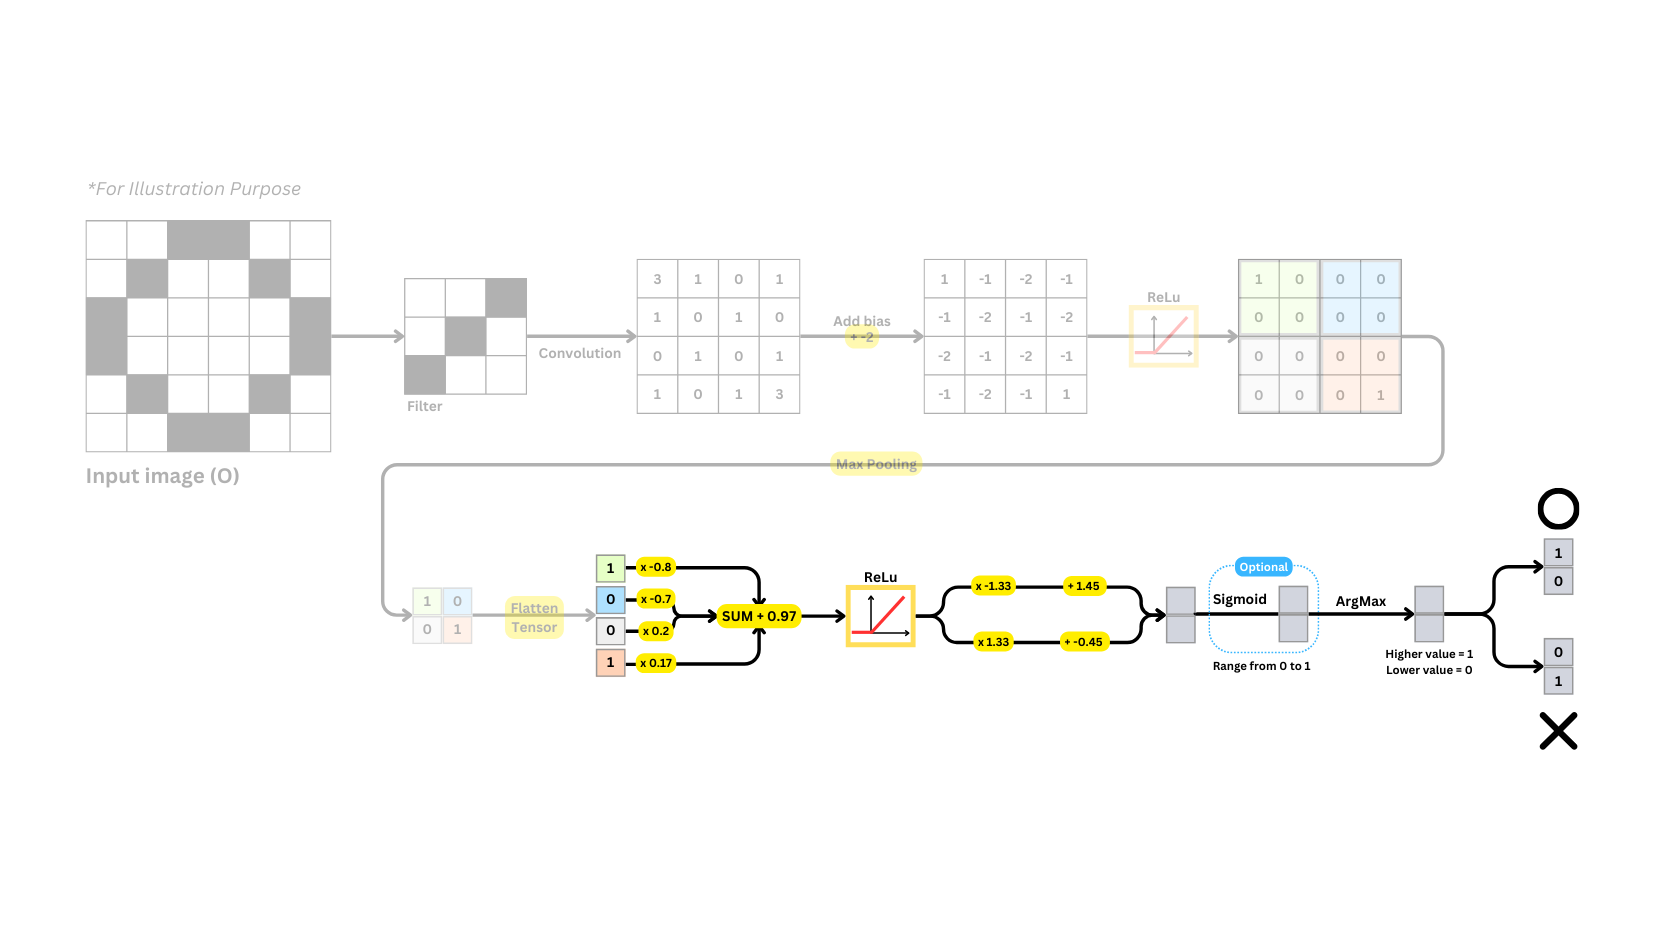 *For Illustration Purpose
Input image (O)
Filter
Convolution
3 1 0 1
1 0 1 0
0 1 0 1
1 0 1 3
Add bias
+ -2
1 -1 -2 -1
-1 -2 -1 -2
-2 -1 -2 -1
-1 -2 -1 1
ReLu
1 0 0 0
0 0 0 0
0 0 0 0
0 0 0 1
Max Pooling
1 0
0 1
Flatten
Tensor
1 x -0.8
0 x -0.7
0 x 0.2
1 x 0.17
SUM + 0.97
ReLu
x -1.33 + 1.45
x 1.33 + -0.45
Optional
Sigmoid
Range from 0 to 1
ArgMax
Higher value = 1
Lower value = 0
1
0
0
1